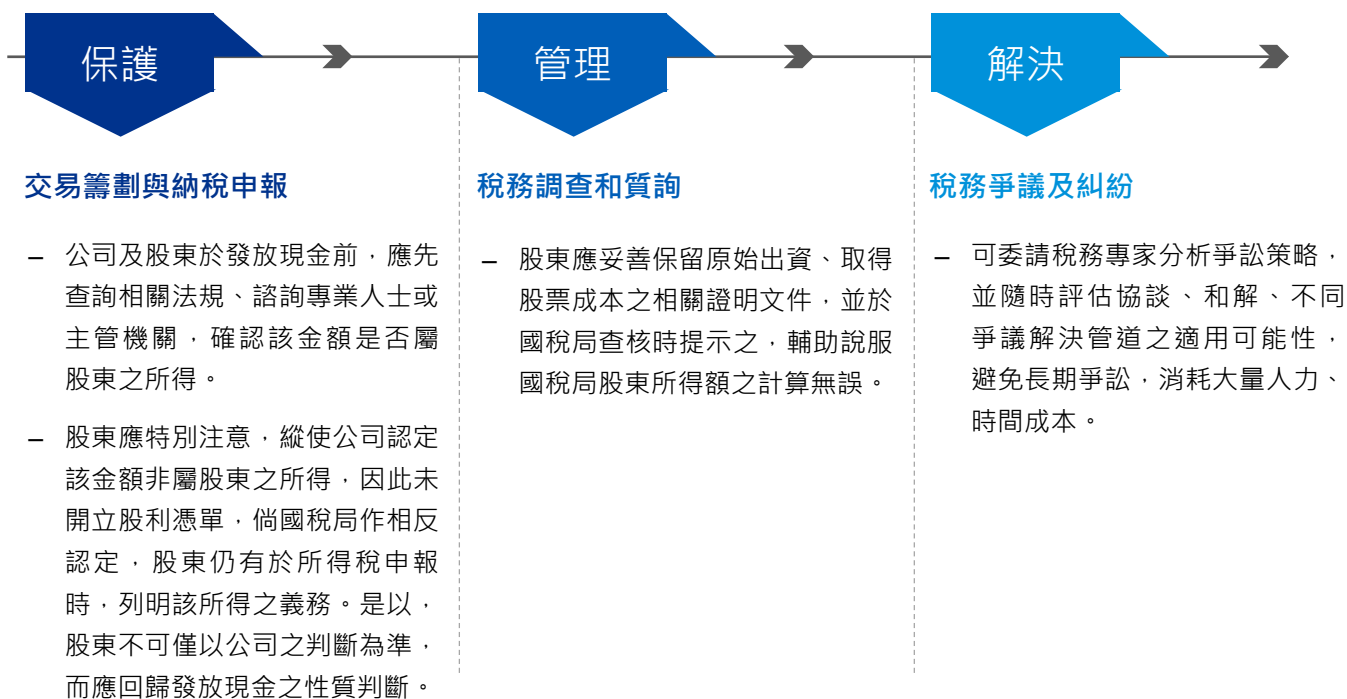 保護
交易籌劃與納稅申報
– 公司及股東於發放現金前，應先
查詢相關法規、諮詢專業人士或
主管機關，確認該金額是否屬
股東之所得。
– 股東應特別注意，縱使公司認定
該金額非屬股東之所得，因此未
開立股利憑單，倘國稅局作相反
認定，股東仍有於所得稅申報
時，列明該所得之義務。是以，
股東不可僅以公司之判斷為準，
而應回歸發放現金之性質判斷。
管理
稅務調查和質詢
– 股東應妥善保留原始出資、取得
股票成本之相關證明文件，並於
國稅局查核時提示之，輔助說服
國稅局股東所得額之計算無誤。
解決
稅務爭議及糾紛
– 可委請稅務專家分析爭訟策略，
並隨時評估協談、和解、不同
爭議解決管道之適用可能性，
避免長期爭訟，消耗大量人力、
時間成本。